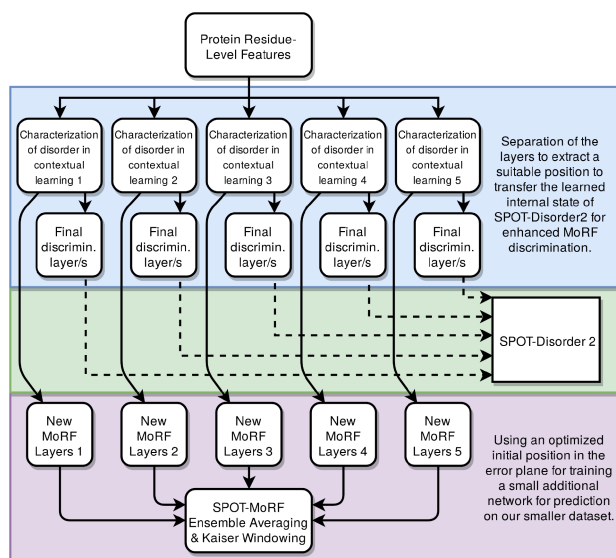 Protein Residue-
Level Features
Characterization
of disorder in
contextual
learning 1
Characterization
of disorder in
contextual
learning 2
Characterization
of disorder in
contextual
learning 3
Characterization
of disorder in
contextual
learning 4
Characterization
of disorder in
contextual
learning 5
Separation of the
layers to extract a
suitable position to
transfer the learned
internal state of
SPOT-Disorder2 for
enhanced MoRF
discrimination.
Final
discrimin.
layer/s
Final
discrimin.
layer/s
Final
discrimin.
layer/s
Final
discrimin.
layer/s
Final
discrimin.
layer/s
SPOT-Disorder 2
New
MoRF
Layers 1
New
MoRF
Layers 2
New
MoRF
Layers 3
New
MoRF
Layers 4
New
MoRF
Layers 5
Using an optimized
initial position in the
error plane for training
a small additional
network for prediction
on our smaller dataset.
SPOT-MoRF
Ensemble Averaging
& Kaiser Windowing